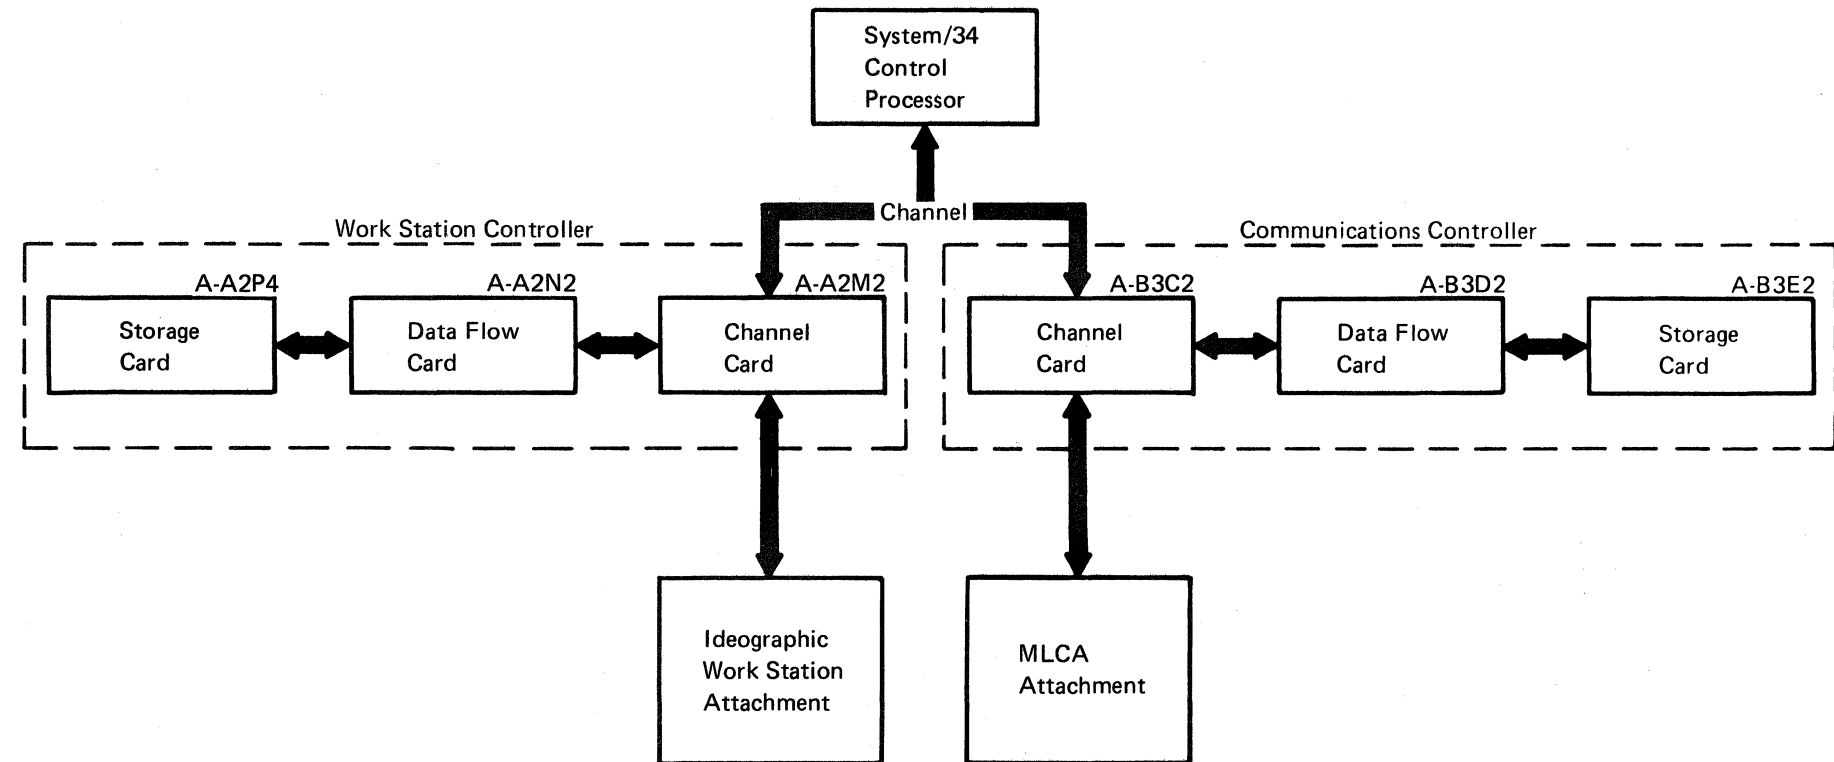 System/34
Control
Processor
Channel
Work Station Controller
Communications Controller
A-A2P4
A-A2N2
A-A2M2
A-B3C2
A-B3D2
A-B3E2
Storage
Card
Data Flow
Card
Channel
Card
Channel
Card
Data Flow
Card
Storage
Card
Ideographic
Work Station
Attachment
MLCA
Attachment